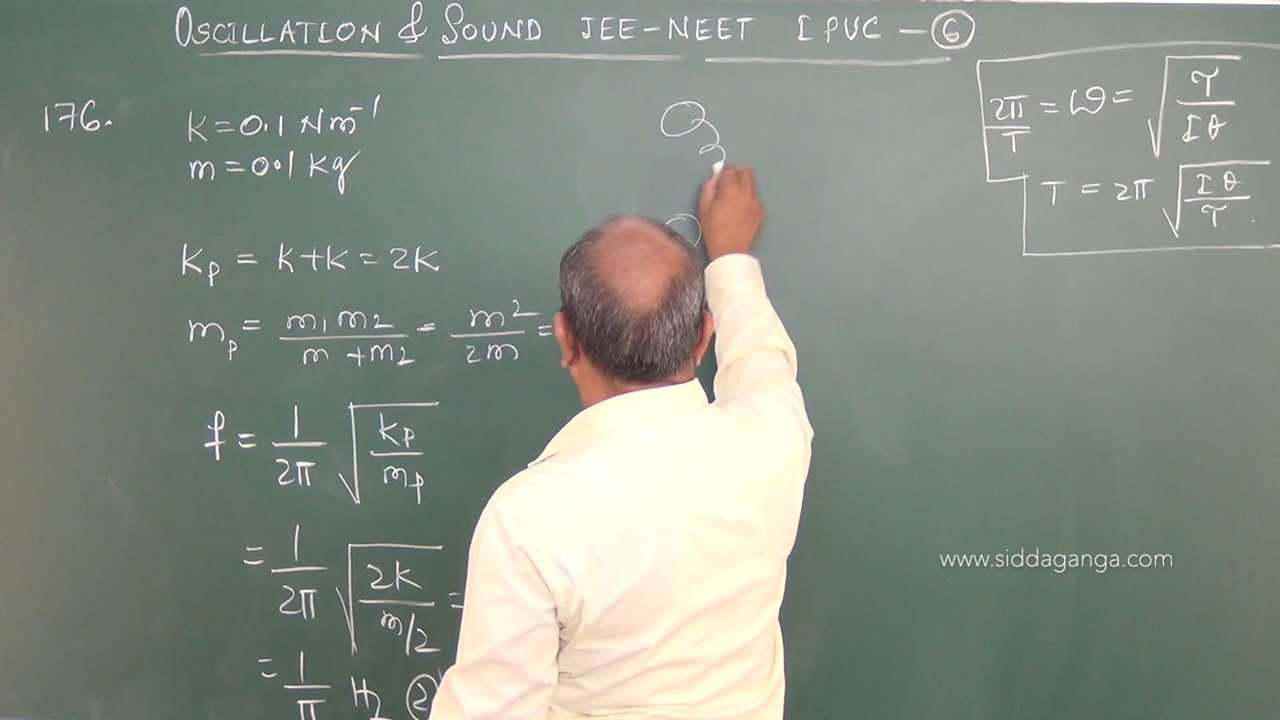 OSCILLATION & SOUND JEE-NEET I PUC - 6
176.
K = 0.1 Nm⁻¹
m = 0.1 Kg
Kp = K + K = 2K
mp = m₁m₂ / m + m₂ = m² / 2m =
f = 1/2π √(Kp/mp)
= 1/2π √(2K / m/2) =
= 1/π Hz 2
2π/T = ω = √(τ/Iθ)
T = 2π √(Iθ/τ)
www.siddaganga.com